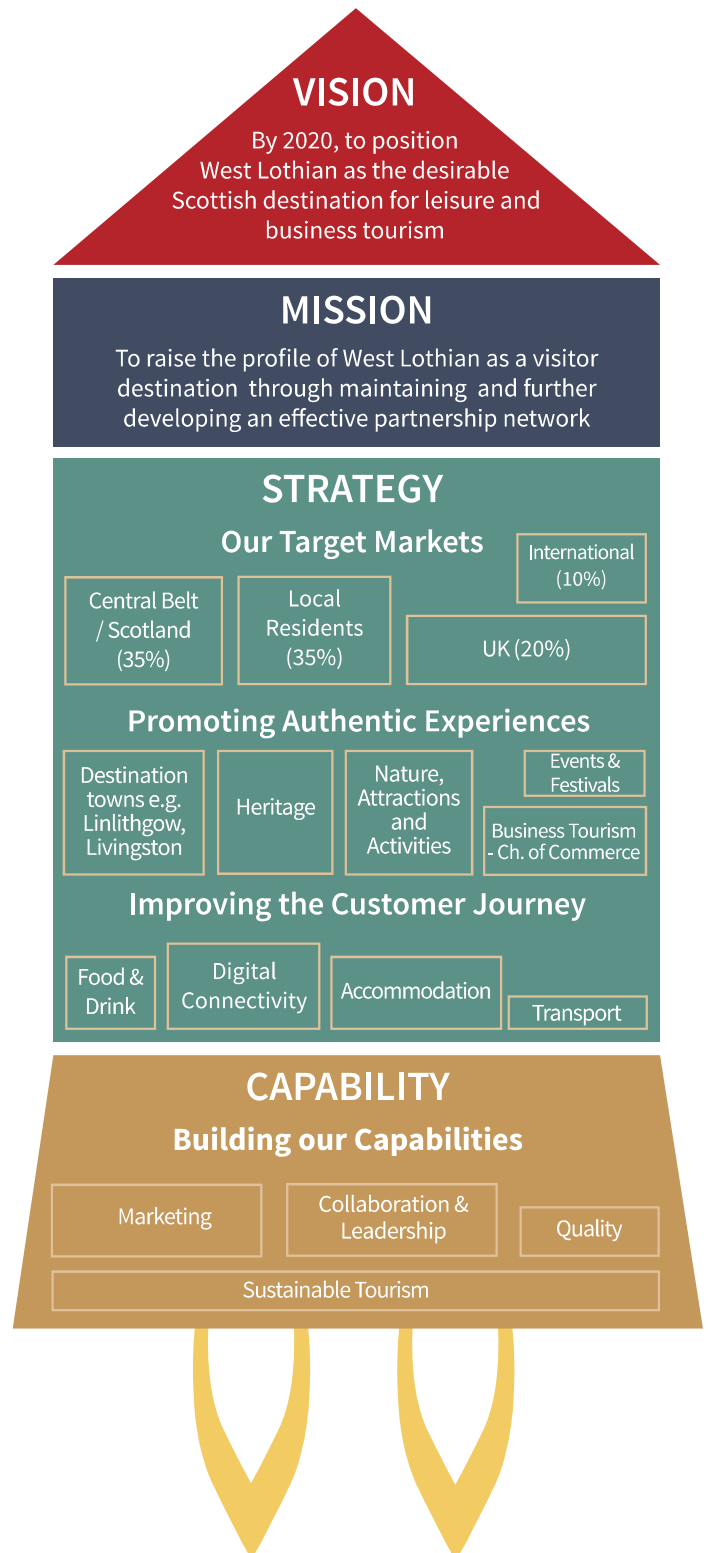 VISION
By 2020, to position
West Lothian as the desirable
Scottish destination for leisure and
business tourism
MISSION
To raise the profile of West Lothian as a visitor
destination through maintaining and further
developing an effective partnership network
STRATEGY
Our Target Markets
Central Belt
/ Scotland
(35%)
Local
Residents
(35%)
International
(10%)
UK (20%)
Promoting Authentic Experiences
Destination
towns e.g.
Linlithgow,
Livingston
Heritage
Nature,
Attractions
and
Activities
Events &
Festivals
Business Tourism
- Ch. of Commerce
Improving the Customer Journey
Food &
Drink
Digital
Connectivity
Accommodation
Transport
CAPABILITY
Building our Capabilities
Marketing
Collaboration &
Leadership
Quality
Sustainable Tourism